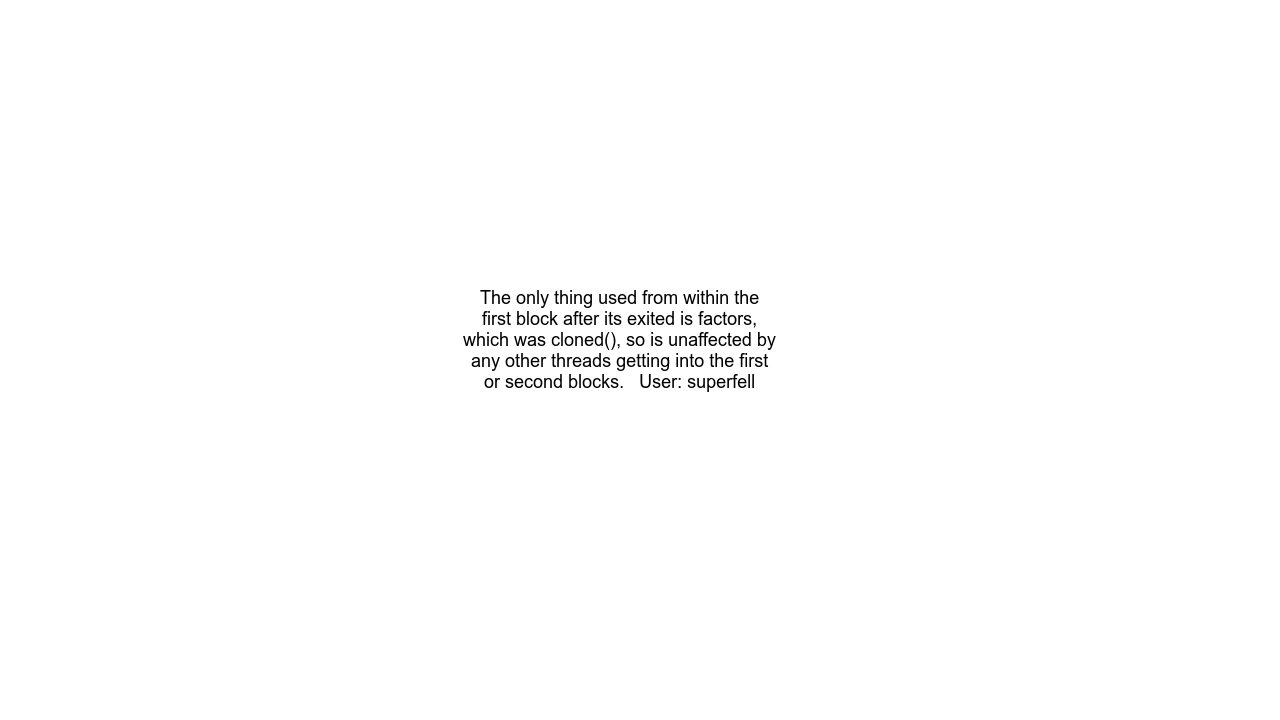 The only thing used from within the
first block after its exited is factors,
which was cloned(), so is unaffected by
any other threads getting into the first
or second blocks.   User: superfell